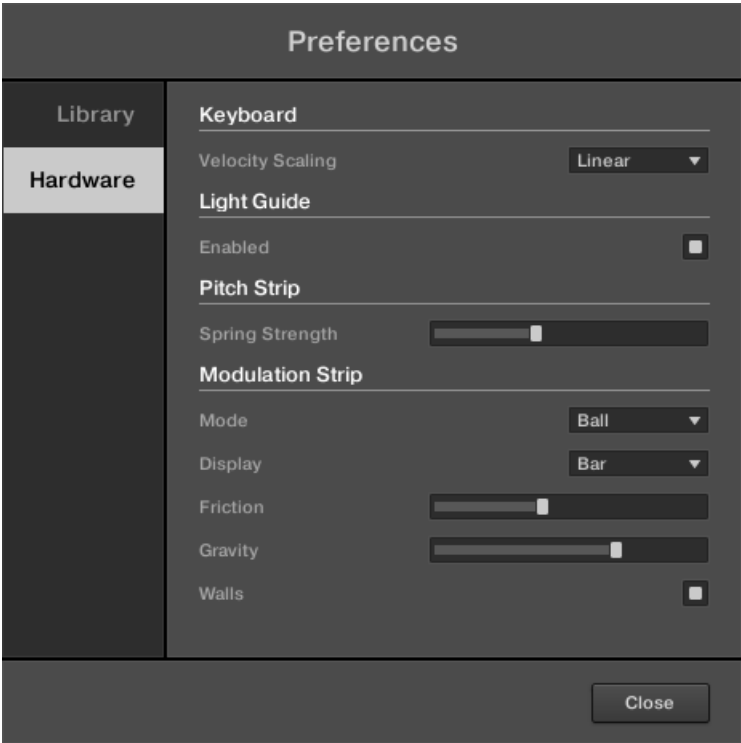 Preferences
Library
Hardware
Keyboard
Velocity Scaling Linear
Light Guide
Enabled
Pitch Strip
Spring Strength
Modulation Strip
Mode Ball
Display Bar
Friction
Gravity
Walls
Close